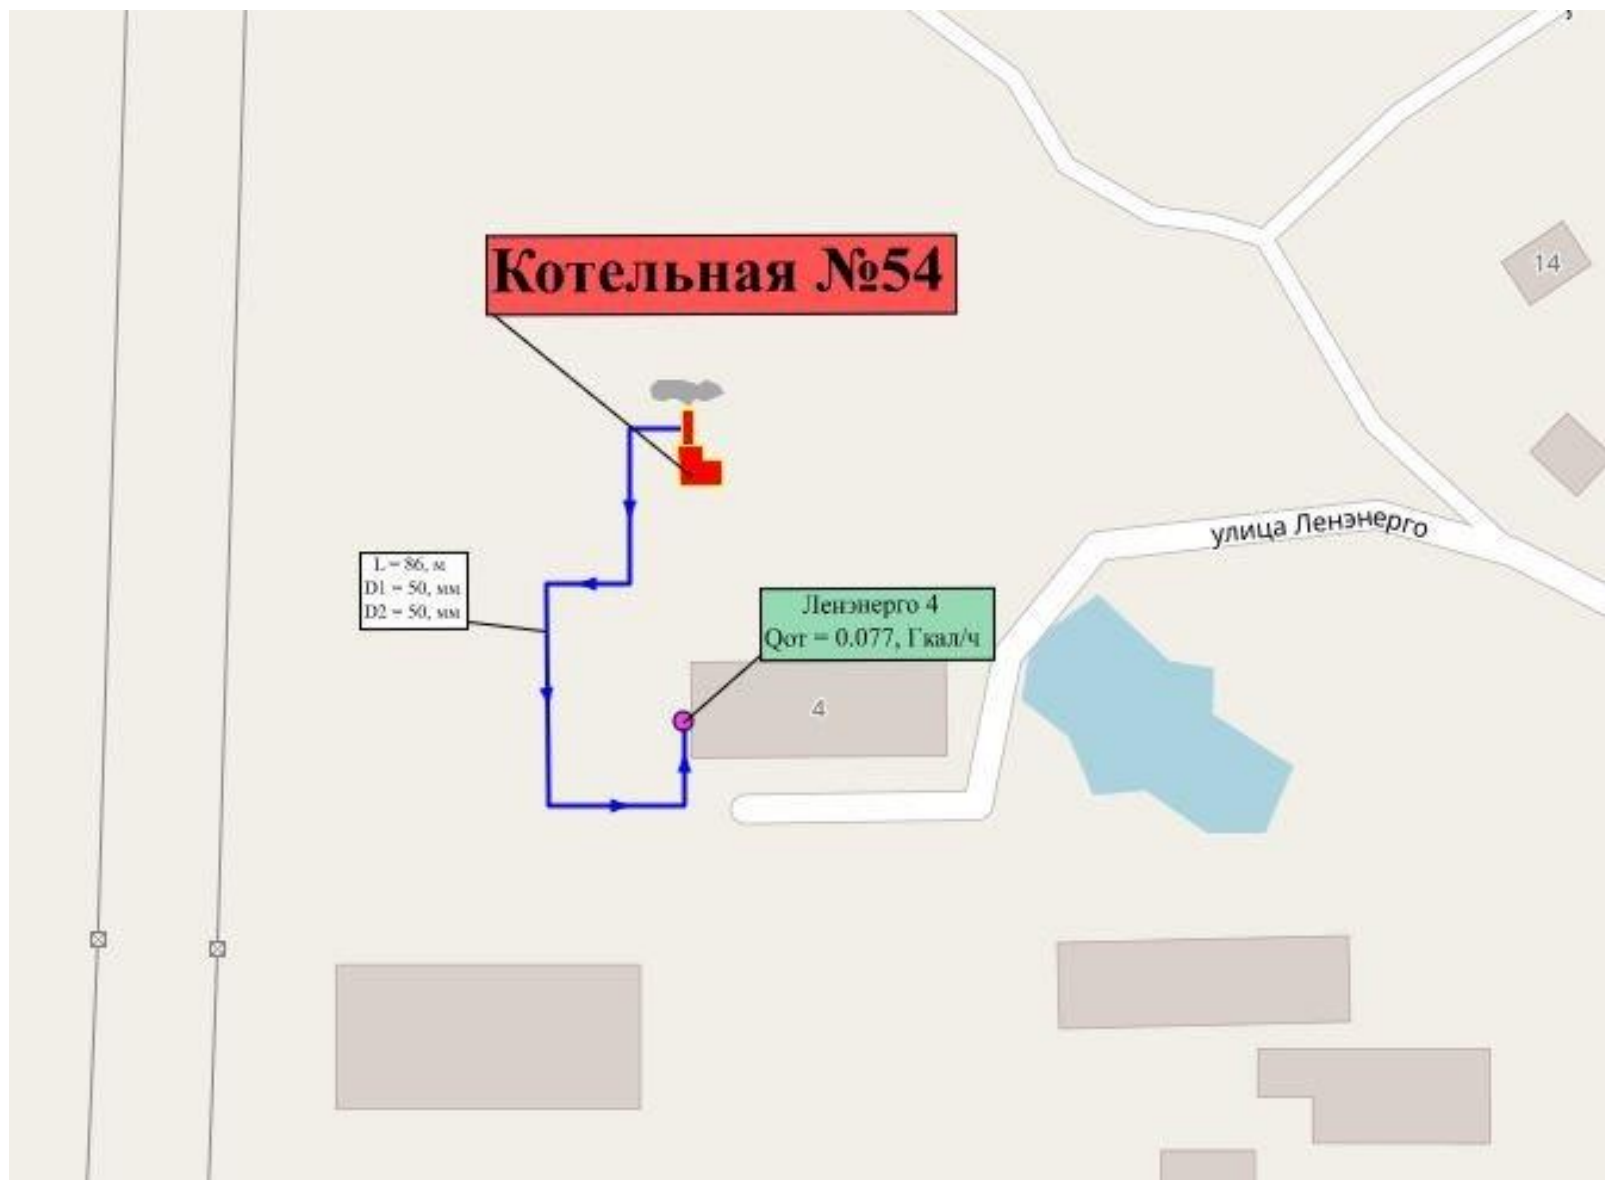 Котельная №54
14
улица Ленэнерго
L = 86, м
D1 = 50, мм
D2 = 50, мм
Ленэнерго 4
Qот = 0.077, Гкал/ч
4